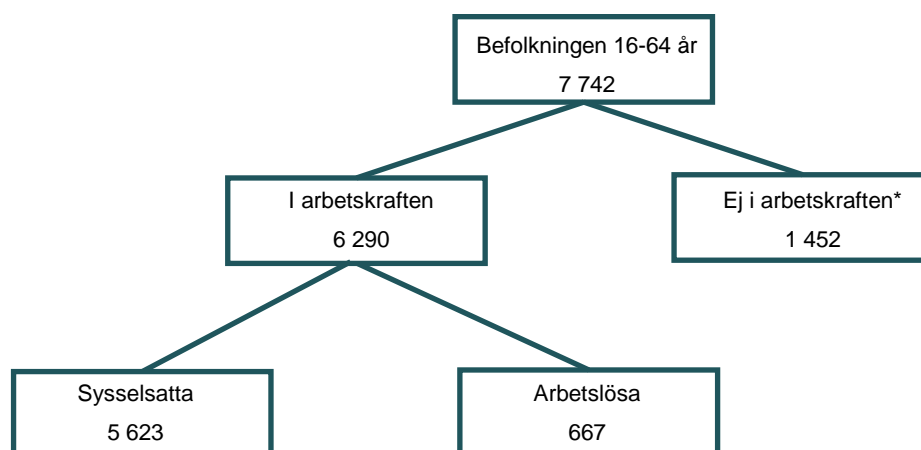 Befolkningen 16-64 år
7 742
I arbetskraften
6 290
Ej i arbetskraften*
1 452
Sysselsatta
5 623
Arbetslösa
667